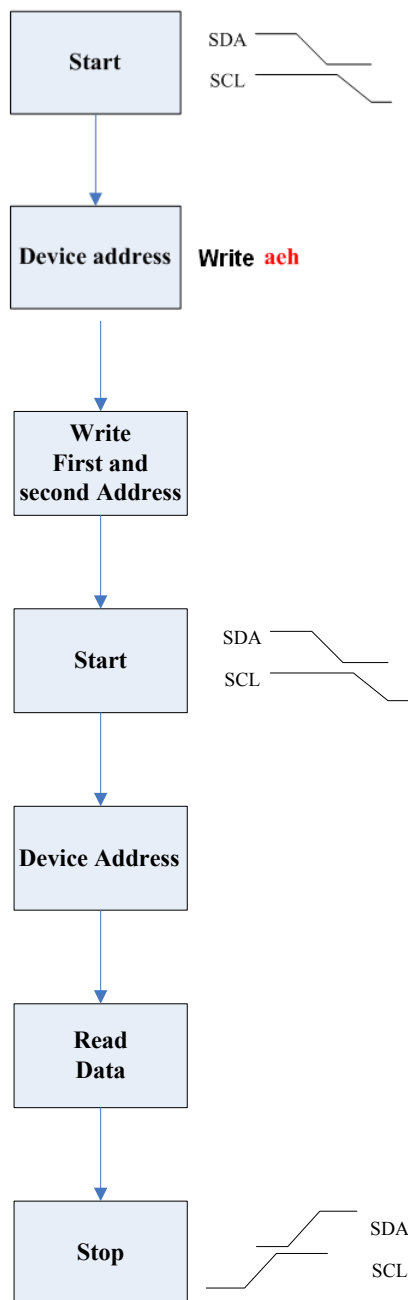 Start
SDA
SCL
Device address
Write aeh
Write
First and
second Address
Start
SDA
SCL
Device Address
Read
Data
Stop
SDA
SCL